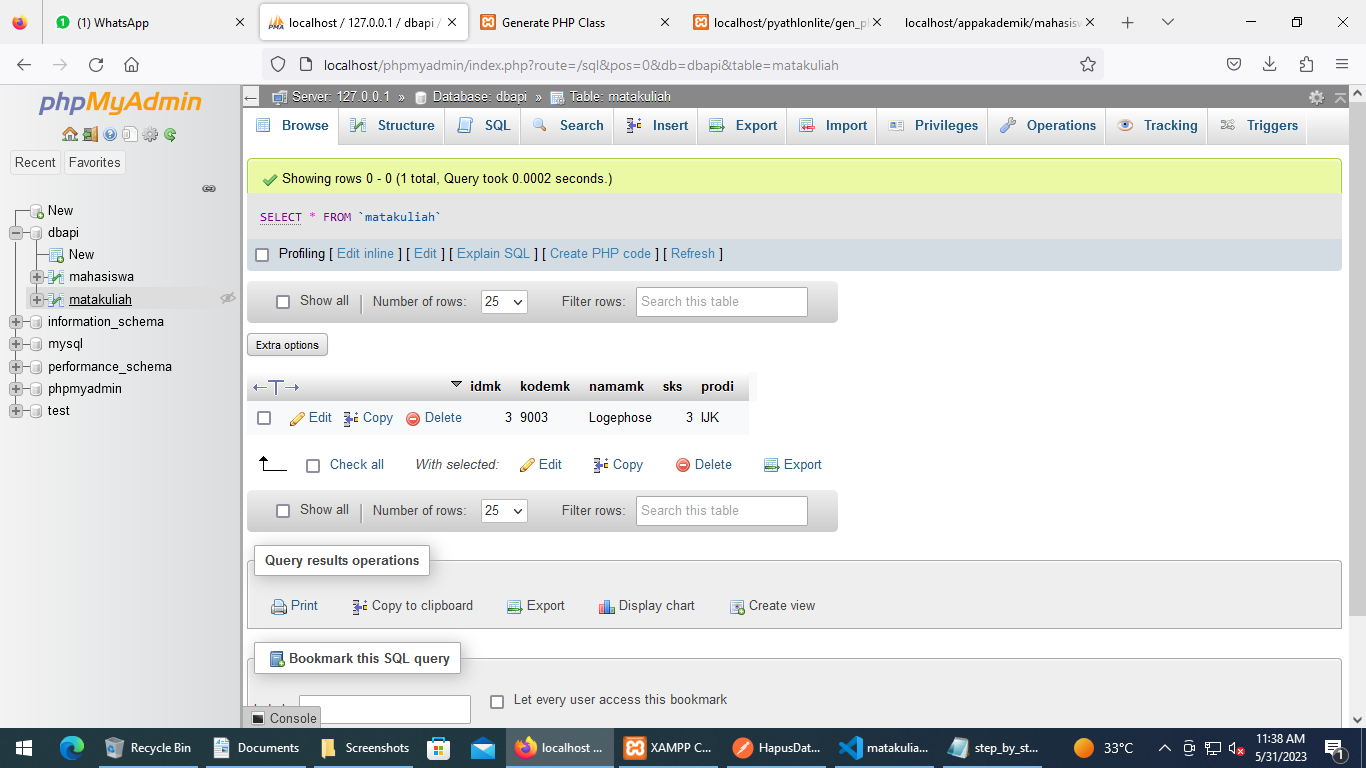 (1) WhatsApp
localhost / 127.0.0.1 / dbapi /
Generate PHP Class
localhost/pyathlonlite/gen_pl
localhost/appakademik/mahasisw
localhost/phpmyadmin/index.php?route=/sql&pos=0&db=dbapi&table=matakuliah
phpMyAdmin
Recent
Favorites
New
dbapi
New
mahasiswa
matakuliah
information_schema
mysql
performance_schema
phpmyadmin
test
Server: 127.0.0.1 » Database: dbapi » Table: matakuliah
Browse Structure SQL Search Insert Export Import Privileges Operations Tracking Triggers
Showing rows 0 - 0 (1 total, Query took 0.0002 seconds.)
SELECT * FROM `matakuliah`
Profiling [ Edit inline ] [ Edit ] [ Explain SQL ] [ Create PHP code ] [ Refresh ]
Show all Number of rows: 25 Filter rows: Search this table
Extra options
idmk kodemk namamk sks prodi
Edit Copy Delete 3 9003 Logephose 3 IJK
Check all With selected: Edit Copy Delete Export
Show all Number of rows: 25 Filter rows: Search this table
Query results operations
Print Copy to clipboard Export Display chart Create view
Bookmark this SQL query
Let every user access this bookmark
Console
Recycle Bin
Documents
Screenshots
localhost ...
XAMPP C...
HapusDat...
matakulia...
step_by_st...
33°C
11:38 AM
5/31/2023
1